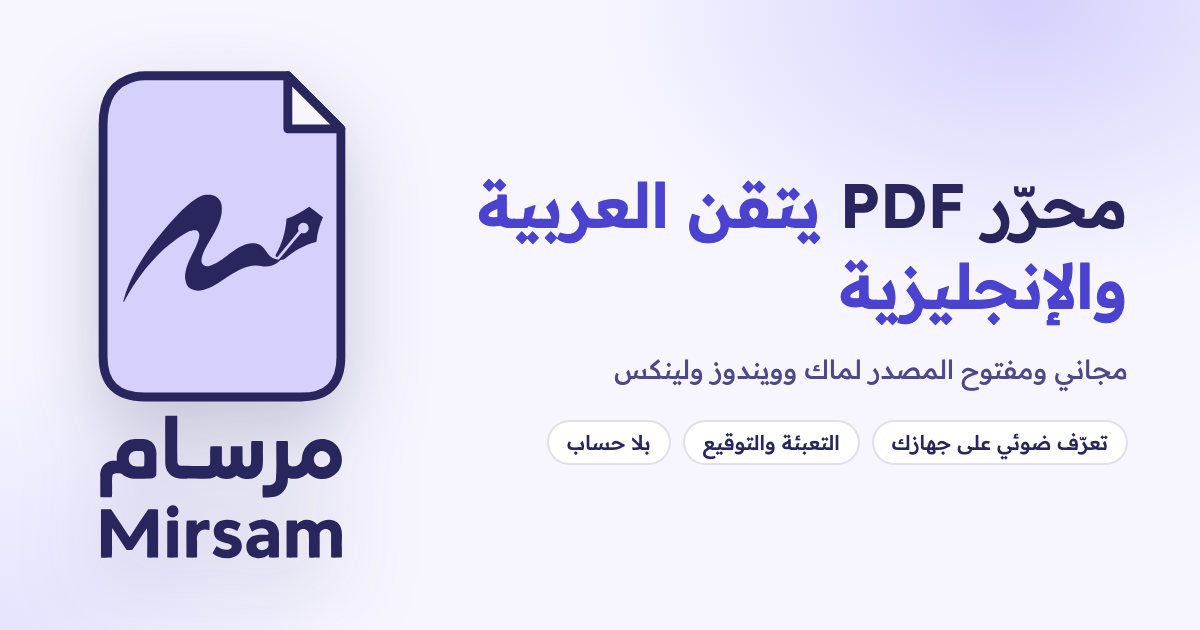 محرّر PDF يتقن العربية
والإنجليزية
مجاني ومفتوح المصدر لماك وويندوز ولينكس
تعرّف ضوئي على جهازك
التعبئة والتوقيع
بلا حساب
مرسام
Mirsam